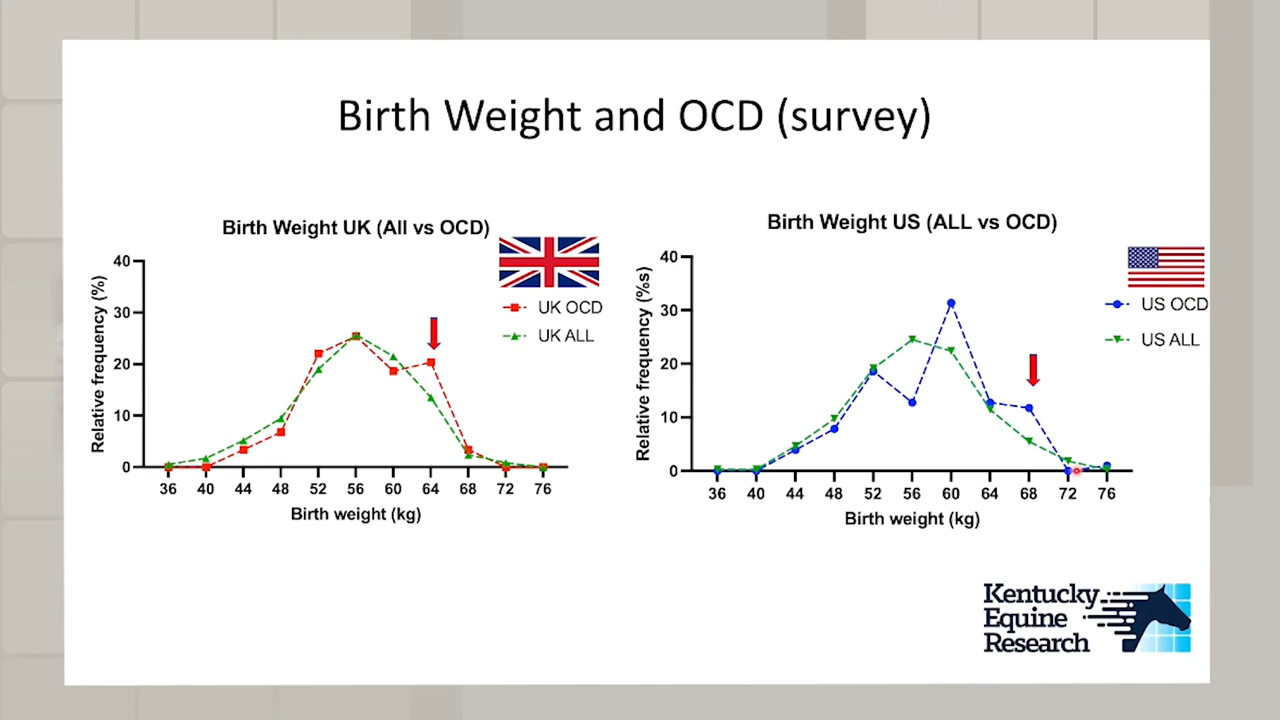 Birth Weight and OCD (survey)
Birth Weight UK (All vs OCD)
40
30
20
10
0
Relative frequency (%)
36 40 44 48 52 56 60 64 68 72 76
Birth weight (kg)
UK OCD
UK ALL
Birth Weight US (ALL vs OCD)
40
30
20
10
0
Relative frequency (%s)
36 40 44 48 52 56 60 64 68 72 76
Birth weight (kg)
US OCD
US ALL
Kentucky
Equine
Research